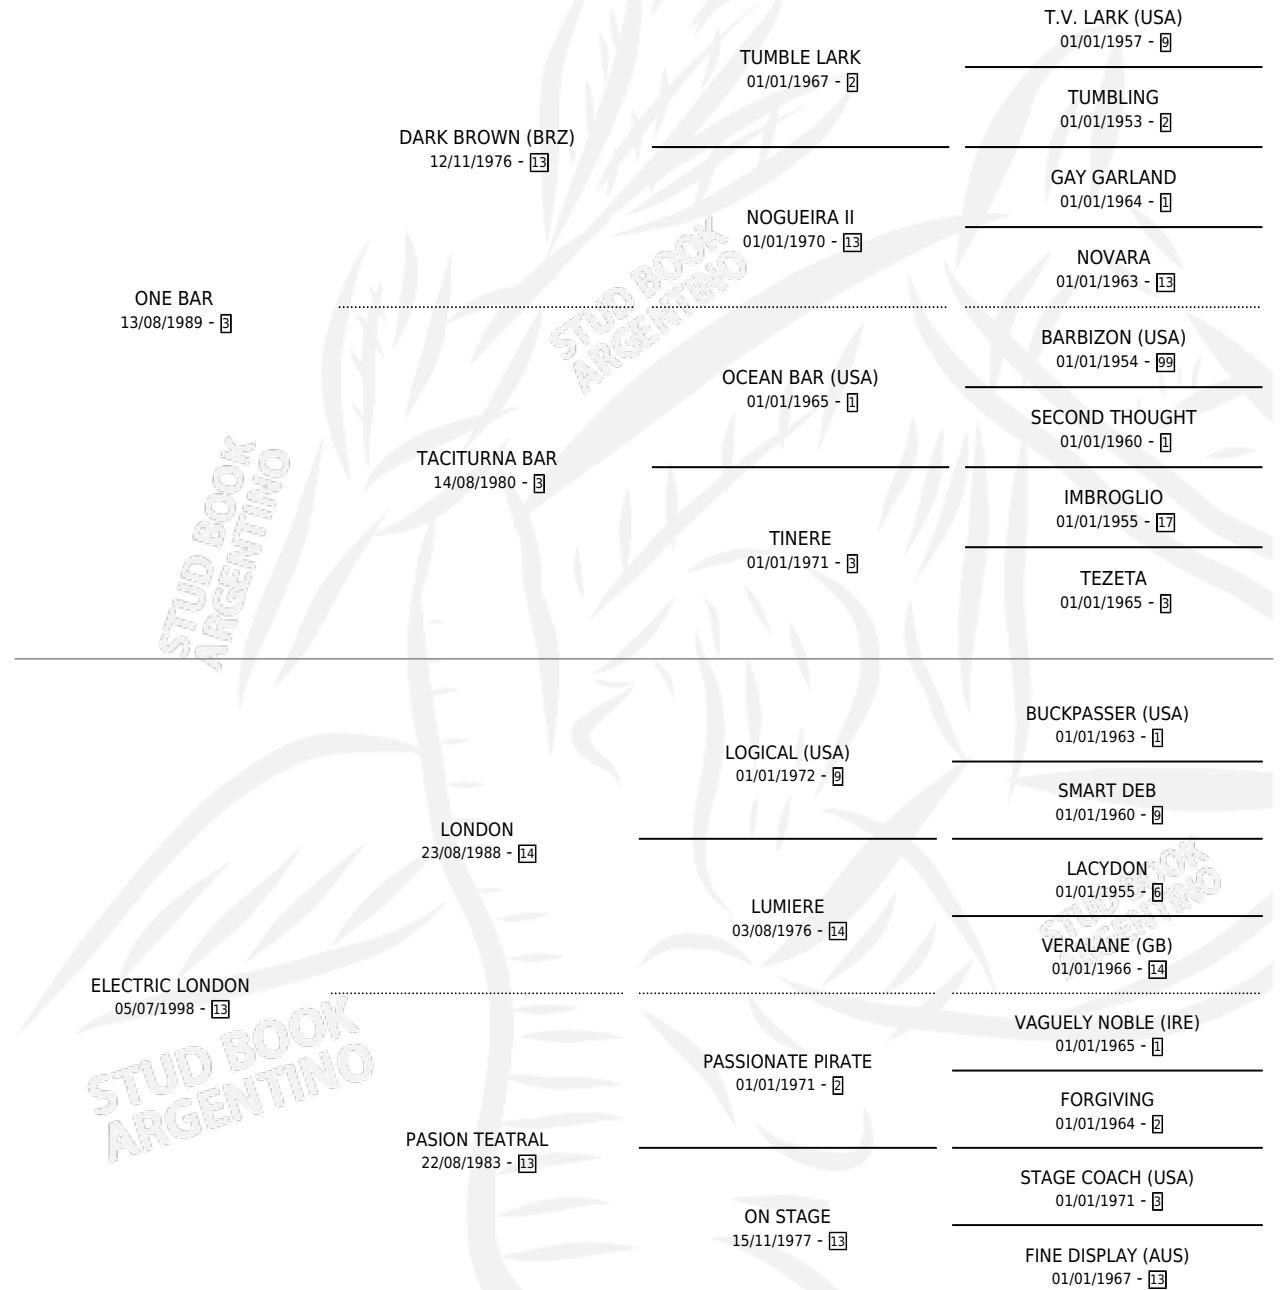 T.V. LARK (USA)
01/01/1957 - 9
TUMBLE LARK
01/01/1967 - 2
TUMBLING
01/01/1953 - 2
DARK BROWN (BRZ)
12/11/1976 - 13
GAY GARLAND
01/01/1964 - 1
NOGUEIRA II
01/01/1970 - 13
NOVARA
01/01/1963 - 13
ONE BAR
13/08/1989 - 3
BARBIZON (USA)
01/01/1954 - 99
OCEAN BAR (USA)
01/01/1965 - 1
SECOND THOUGHT
01/01/1960 - 1
TACITURNA BAR
14/08/1980 - 3
IMBROGLIO
01/01/1955 - 17
TINERE
01/01/1971 - 3
TEZETA
01/01/1965 - 3
BUCKPASSER (USA)
01/01/1963 - 1
LOGICAL (USA)
01/01/1972 - 9
SMART DEB
01/01/1960 - 9
LONDON
23/08/1988 - 14
LACYDON
01/01/1955 - 6
LUMIERE
03/08/1976 - 14
VERALANE (GB)
01/01/1966 - 14
ELECTRIC LONDON
05/07/1998 - 13
VAGUELY NOBLE (IRE)
01/01/1965 - 1
PASSIONATE PIRATE
01/01/1971 - 2
FORGIVING
01/01/1964 - 2
PASION TEATRAL
22/08/1983 - 13
STAGE COACH (USA)
01/01/1971 - 3
ON STAGE
15/11/1977 - 13
FINE DISPLAY (AUS)
01/01/1967 - 13
STUD BOOK
ARGENTINO
STUD BOOK
ARGENTINO
STUD BOOK
ARGENTINO
STUD BOOK
ARGENTINO